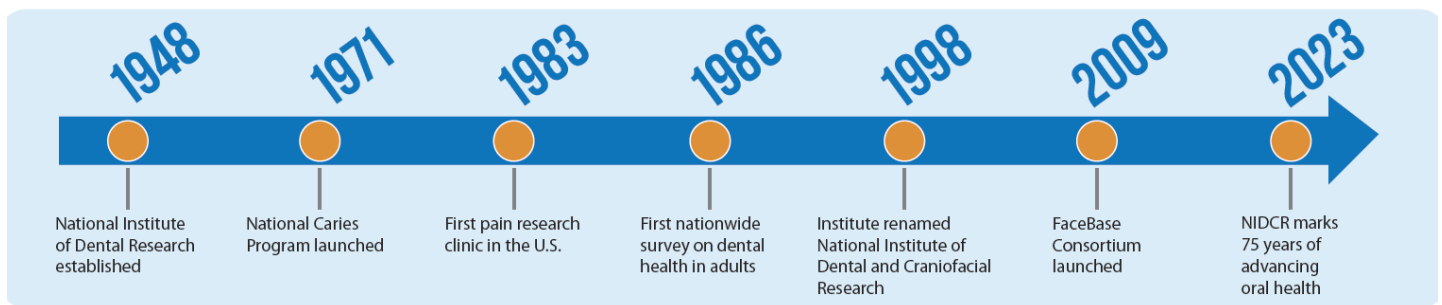 1948
1971
1983
1986
1998
2009
2023
National Institute
of Dental Research
established
National Caries
Program launched
First pain research
clinic in the U.S.
First nationwide
survey on dental
health in adults
Institute renamed
National Institute of
Dental and Craniofacial
Research
FaceBase
Consortium
launched
NIDCR marks
75 years of
advancing
oral health